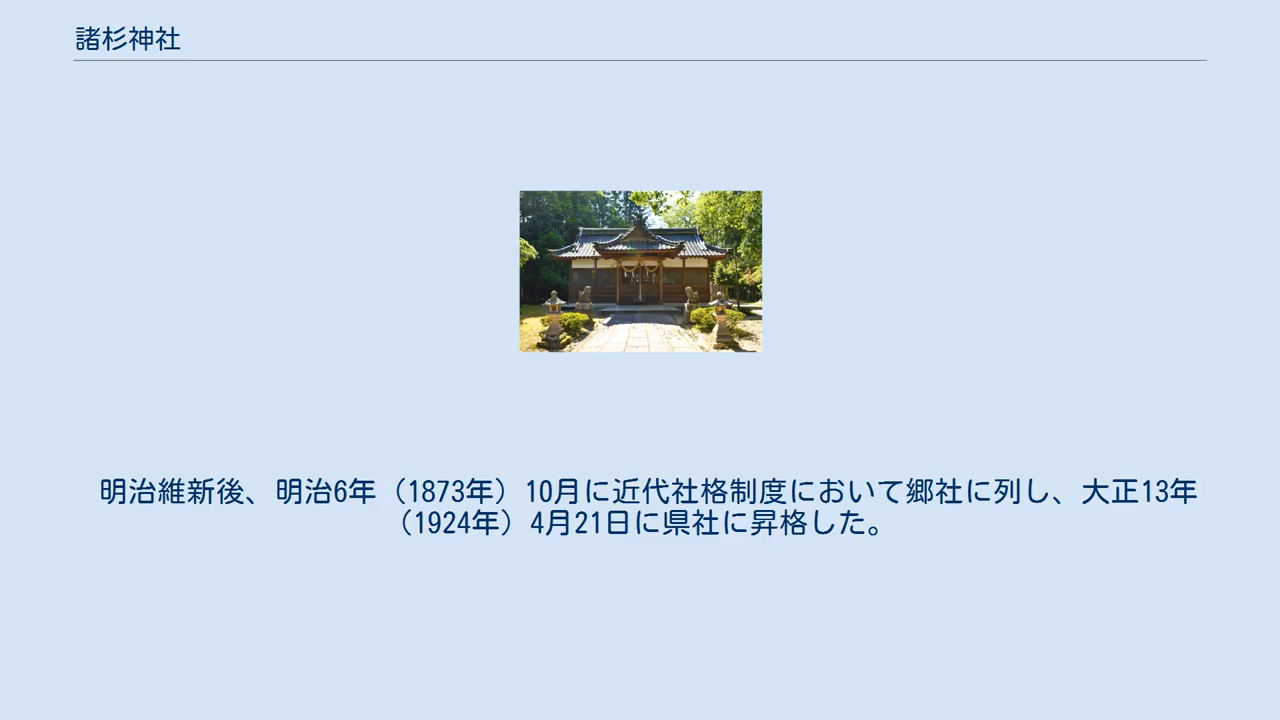 諸杉神社
明治維新後、明治6年（1873年）10月に近代社格制度において郷社に列し、大正13年
（1924年）4月21日に県社に昇格した。